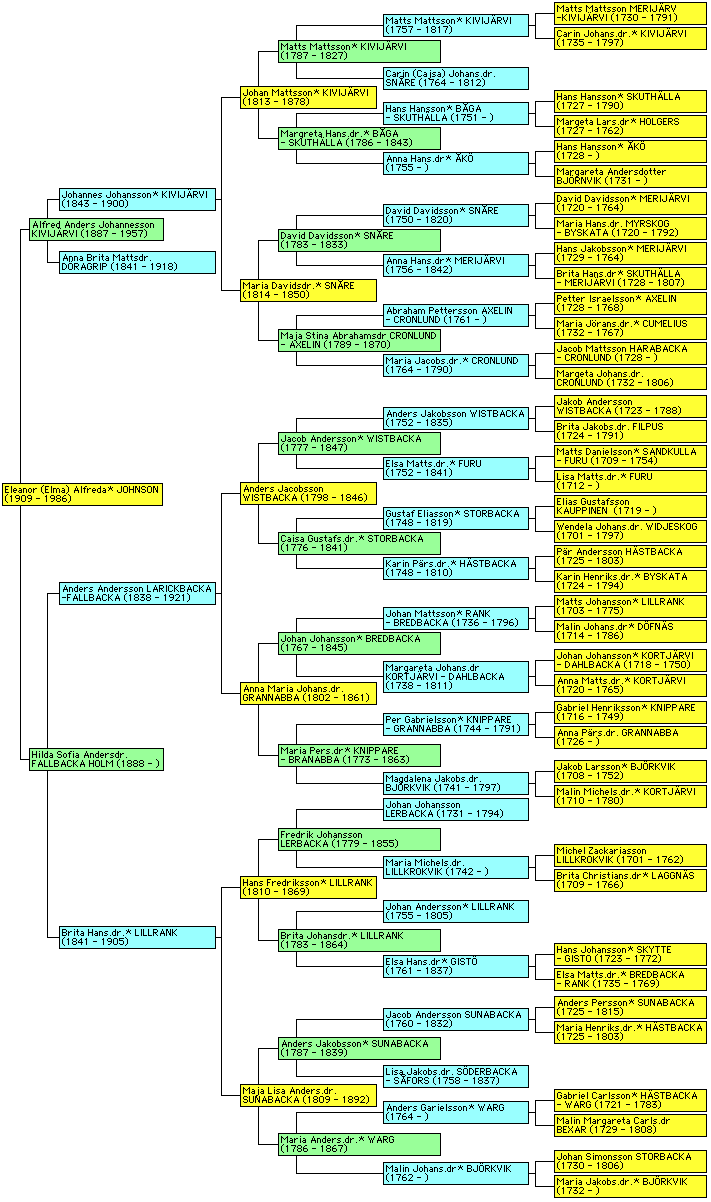 Eleanor (Elma) Alfreda* JOHNSON
(1909 - 1986)
Alfred Anders Johannesson
KIVIJÄRVI (1887 - 1957)
Hilda Sofia Andersdr.
FALLBACKA HOLM (1888 - )
Johannes Johansson* KIVIJÄRVI
(1843 - 1900)
Anna Brita Mattsdr.
DORAGRIP (1841 - 1918)
Anders Andersson LARICKBACKA
-FALLBACKA (1838 - 1921)
Brita Hans.dr.* LILLRANK
(1841 - 1905)
Johan Mattsson* KIVIJÄRVI
(1813 - 1878)
Maria Davidsdr.* SNÅRE
(1814 - 1850)
Anders Jacobsson
WISTBACKA (1798 - 1846)
Anna Maria Johans.dr.
GRANNABBA (1802 - 1861)
Hans Fredriksson* LILLRANK
(1810 - 1869)
Maja Lisa Anders.dr.
SUNABACKA (1809 - 1892)
Matts Mattsson* KIVIJÄRVI
(1787 - 1827)
Margreta Hans.dr.* BÄGA
- SKUTHÄLLA (1786 - 1843)
David Davidsson* SNÅRE
(1783 - 1833)
Maja Stina Abrahamsdr CRONLUND
- AXELIN (1789 - 1870)
Jacob Andersson* WISTBACKA
(1777 - 1847)
Caisa Gustafs.dr.* STORBACKA
(1776 - 1841)
Johan Johansson* BREDBACKA
(1767 - 1845)
Maria Pers.dr* KNIPPARE
- BRANABBA (1773 - 1863)
Fredrik Johansson
LERBACKA (1779 - 1855)
Brita Johansdr.* LILLRANK
(1783 - 1864)
Anders Jakobsson* SUNABACKA
(1787 - 1839)
Maria Anders.dr.* WARG
(1786 - 1867)
Matts Mattsson* KIVIJÄRVI
(1757 - 1817)
Carin (Cajsa) Johans.dr.
SNÅRE (1764 - 1812)
Hans Hansson* BÄGA
- SKUTHÄLLA (1751 - )
Anna Hans.dr* ÅKÖ
(1755 - )
David Davidsson* SNÅRE
(1750 - 1820)
Anna Hans.dr* MERIJÄRVI
(1756 - 1842)
Abraham Pettersson AXELIN
- CRONLUND (1761 - )
Maria Jacobs.dr.* CRONLUND
(1764 - 1790)
Anders Jakobsson WISTBACKA
(1752 - 1835)
Elsa Matts.dr.* FURU
(1752 - 1841)
Gustaf Eliasson* STORBACKA
(1748 - 1819)
Karin Pärs.dr.* HÄSTBACKA
(1748 - 1810)
Johan Mattsson* RANK
- BREDBACKA (1736 - 1796)
Margareta Johans.dr
KORTJÄRVI - DAHLBACKA
(1738 - 1811)
Per Gabrielsson* KNIPPARE
- GRANNABBA (1744 - 1791)
Magdalena Jakobs.dr.
BJÖRKVIK (1741 - 1797)
Johan Johansson
LERBACKA (1731 - 1794)
Maria Michels.dr.
LILLKROKVIK (1742 - )
Johan Andersson* LILLRANK
(1755 - 1805)
Elsa Hans.dr* GISTÖ
(1761 - 1837)
Jacob Andersson SUNABACKA
(1760 - 1832)
Lisa Jakobs.dr. SÖDERBACKA
- SÅFORS (1758 - 1837)
Anders Garielsson* WARG
(1764 - )
Malin Johans.dr* BJÖRKVIK
(1762 - )
Matts Mattsson MERIJÄRV
-KIVIJÄRVI (1730 - 1791)
Carin Johans.dr.* KIVIJÄRVI
(1735 - 1797)
Hans Hansson* SKUTHÄLLA
(1727 - 1790)
Margeta Lars.dr* HOLGERS
(1727 - 1762)
Hans Hansson* ÅKÖ
(1728 - )
Margareta Andersdotter
BJÖRNVIK (1731 - )
David Davidsson* MERIJÄRVI
(1720 - 1764)
Maria Hans.dr. MYRSKOG
- BYSKATA (1720 - 1792)
Hans Jakobsson* MERIJÄRVI
(1729 - 1764)
Brita Hans.dr* SKUTHÄLLA
- MERIJÄRVI (1728 - 1807)
Petter Israelsson* AXELIN
(1728 - 1768)
Maria Jörans.dr.* CUMELIUS
(1732 - 1767)
Jacob Mattsson HARABACKA
- CRONLUND (1728 - )
Margeta Johans.dr.
CRONLUND (1732 - 1806)
Jakob Andersson
WISTBACKA (1723 - 1788)
Brita Jakobs.dr. FILPUS
(1724 - 1791)
Matts Danielsson* SANDKULLA
- FURU (1709 - 1754)
Lisa Matts.dr.* FURU
(1712 - )
Elias Gustafsson
KAUPPINEN (1719 - )
Wendela Johans.dr. WIDJESKOG
(1701 - 1797)
Pär Andersson HÄSTBACKA
(1725 - 1803)
Karin Henriks.dr.* BYSKATA
(1724 - 1794)
Matts Johansson* LILLRANK
(1703 - 1775)
Malin Johans.dr* DÖFNÄS
(1714 - 1786)
Johan Johansson* KORTJÄRVI
- DAHLBACKA (1718 - 1750)
Anna Matts.dr.* KORTJÄRVI
(1720 - 1765)
Gabriel Henriksson* KNIPPARE
(1716 - 1749)
Anna Pärs.dr. GRANNABBA
(1726 - )
Jakob Larsson* BJÖRKVIK
(1708 - 1752)
Malin Michels.dr.* KORTJÄRVI
(1710 - 1780)
Michel Zackariasson
LILLKROKVIK (1701 - 1762)
Brita Christians.dr* LAGGNÄS
(1709 - 1766)
Hans Johansson* SKYTTE
- GISTÖ (1723 - 1772)
Elsa Matts.dr* BREDBACKA
- RANK (1735 - 1769)
Anders Persson* SUNABACKA
(1725 - 1815)
Maria Henriks.dr.* HÄSTBACKA
(1725 - 1803)
Gabriel Carlsson* HÄSTBACKA
- WARG (1721 - 1783)
Malin Margareta Carls.dr
BEXAR (1729 - 1808)
Johan Simonsson STORBACKA
(1730 - 1806)
Maria Jakobs.dr.* BJÖRKVIK
(1732 - )